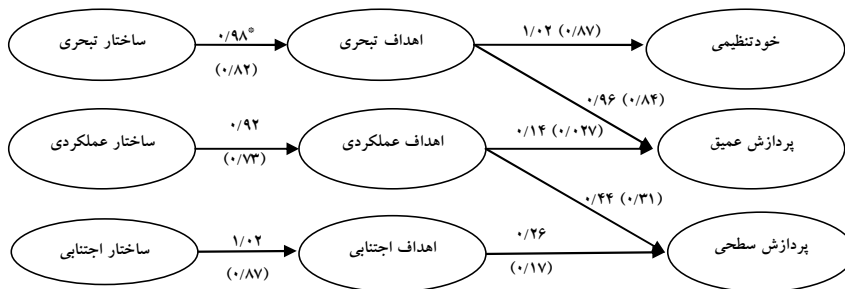 ساختار تبحری
۰/۹۸*
(۰/۸۲)
اهداف تبحری
۱/۰۲ (۰/۸۷)
خودتنظیمی
۰/۹۶ (۰/۸۴)
ساختار عملکردی
۰/۹۲
(۰/۷۳)
اهداف عملکردی
۰/۱۴ (۰/۰۲۷)
پردازش عمیق
۰/۴۴ (۰/۳۱)
ساختار اجتنابی
۱/۰۲
(۰/۸۷)
اهداف اجتنابی
۰/۲۶
(۰/۱۷)
پردازش سطحی